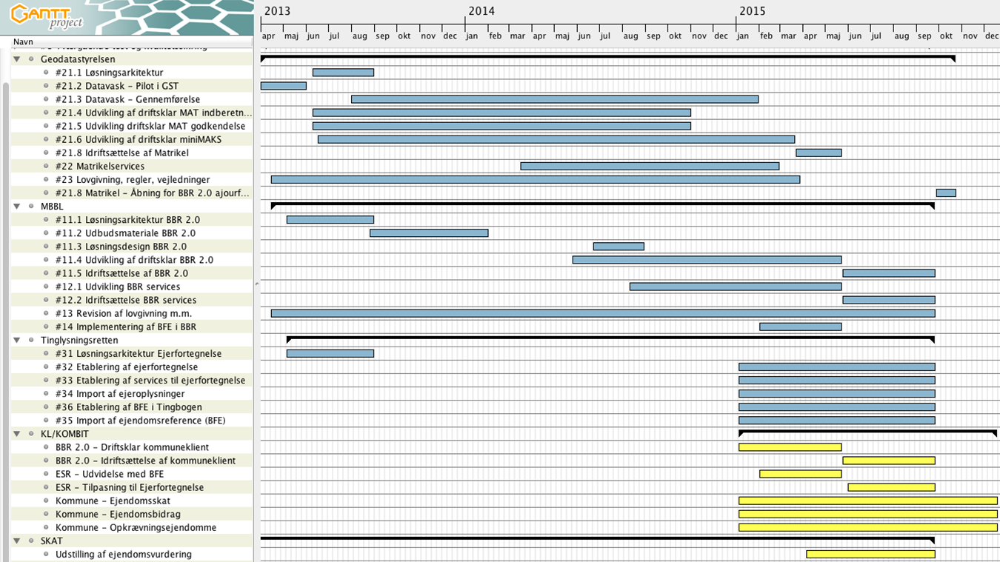 GANTT
project
2013 2014 2015
apr maj jun jul aug sep okt nov dec jan feb mar apr maj jun jul aug sep okt nov dec jan feb mar apr maj jun jul aug sep okt nov dec
Navn
Geodatastyrelsen
#21.1 Løsningsarkitektur
#21.2 Datavask – Pilot i GST
#21.3 Datavask – Gennemførelse
#21.4 Udvikling af driftsklar MAT indberetn...
#21.5 Udvikling driftsklar MAT godkendelse
#21.6 Udvikling af driftsklar miniMAKS
#21.8 Idriftsættelse af Matrikel
#22 Matrikelservices
#23 Lovgivning, regler, vejledninger
#21.8 Matrikel – Åbning for BBR 2.0 ajourf...
MBBL
#11.1 Løsningsarkitektur BBR 2.0
#11.2 Udbudsmateriale BBR 2.0
#11.3 Løsningsdesign BBR 2.0
#11.4 Udvikling af driftsklar BBR 2.0
#11.5 Idriftsættelse af BBR 2.0
#12.1 Udvikling BBR services
#12.2 Idriftsættelse BBR services
#13 Revision af lovgivning m.m.
#14 Implementering af BFE i BBR
Tinglysningsretten
#31 Løsningsarkitektur Ejerfortegnelse
#32 Etablering af ejerfortegnelse
#33 Etablering af services til ejerfortegnelse
#34 Import af ejeroplysninger
#36 Etablering af BFE i Tingbogen
#35 Import af ejendomsreference (BFE)
KL/KOMBIT
BBR 2.0 – Driftsklar kommuneklient
BBR 2.0 – Idriftsættelse af kommuneklient
ESR – Udvidelse med BFE
ESR – Tilpasning til Ejerfortegnelse
Kommune – Ejendomsskat
Kommune – Ejendomsbidrag
Kommune – Opkrævningsejendomme
SKAT
Udstilling af ejendomsvurdering